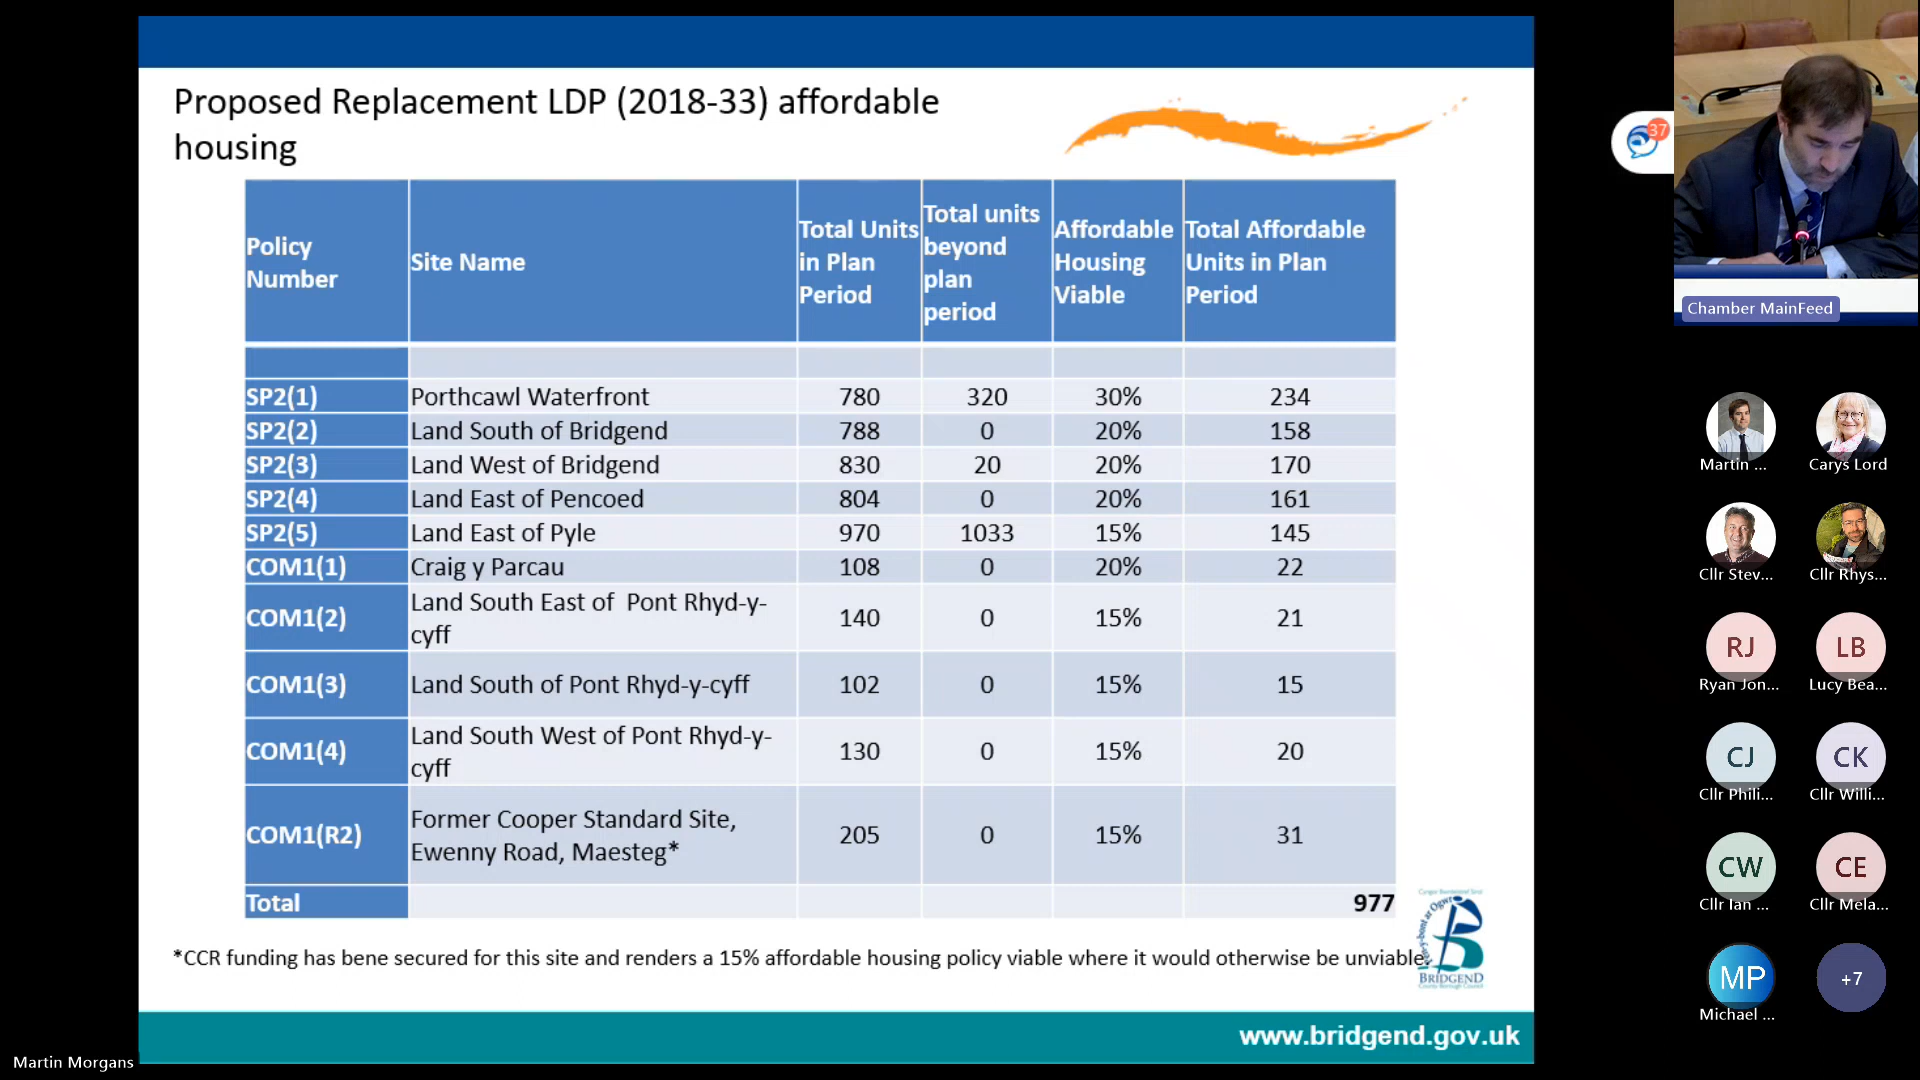 Proposed Replacement LDP (2018-33) affordable
housing
Policy Number Site Name Total Units in Plan Period Total units beyond plan period Affordable Housing Viable Total Affordable Units in Plan Period
SP2(1) Porthcawl Waterfront 780 320 30% 234
SP2(2) Land South of Bridgend 788 0 20% 158
SP2(3) Land West of Bridgend 830 20 20% 170
SP2(4) Land East of Pencoed 804 0 20% 161
SP2(5) Land East of Pyle 970 1033 15% 145
COM1(1) Craig y Parcau 108 0 20% 22
COM1(2) Land South East of Pont Rhyd-y-cyff 140 0 15% 21
COM1(3) Land South of Pont Rhyd-y-cyff 102 0 15% 15
COM1(4) Land South West of Pont Rhyd-y-cyff 130 0 15% 20
COM1(R2) Former Cooper Standard Site, Ewenny Road, Maesteg* 205 0 15% 31
Total 977
*CCR funding has bene secured for this site and renders a 15% affordable housing policy viable where it would otherwise be unviable
BRIDGEND
www.bridgend.gov.uk
Martin Morgans
37
Chamber MainFeed
Martin ... Carys Lord
Cllr Stev... Cllr Rhys...
RJ LB
Ryan Jon... Lucy Bea...
CJ CK
Cllr Phili... Cllr Willi...
CW CE
Cllr Ian ... Cllr Mela...
MP +7
Michael ...